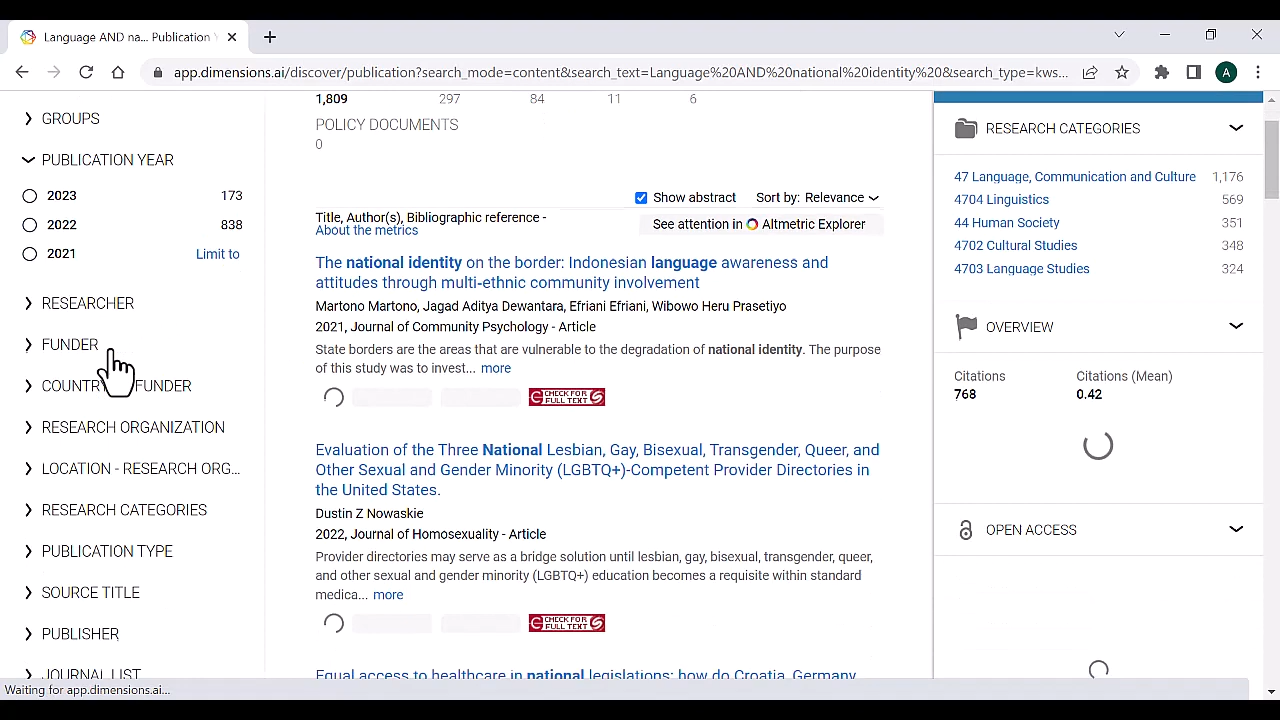 Language AND na... Publication Y
app.dimensions.ai/discover/publication?search_mode=content&search_text=Language%20AND%20national%20identity%20&search_type=kws...
A
GROUPS
PUBLICATION YEAR
2023 173
2022 838
2021 Limit to
RESEARCHER
FUNDER
COUNTRY FUNDER
RESEARCH ORGANIZATION
LOCATION - RESEARCH ORG...
RESEARCH CATEGORIES
PUBLICATION TYPE
SOURCE TITLE
PUBLISHER
JOURNAL LIST
Waiting for app.dimensions.ai...
1,809 297 84 11 6
POLICY DOCUMENTS
0
Show abstract Sort by: Relevance
Title, Author(s), Bibliographic reference -
About the metrics
See attention in Altmetric Explorer
The national identity on the border: Indonesian language awareness and
attitudes through multi-ethnic community involvement
Martono Martono, Jagad Aditya Dewantara, Efriani Efriani, Wibowo Heru Prasetiyo
2021, Journal of Community Psychology - Article
State borders are the areas that are vulnerable to the degradation of national identity. The purpose
of this study was to invest... more
CHECK FOR
FULL TEXT S
Evaluation of the Three National Lesbian, Gay, Bisexual, Transgender, Queer, and
Other Sexual and Gender Minority (LGBTQ+)-Competent Provider Directories in
the United States.
Dustin Z Nowaskie
2022, Journal of Homosexuality - Article
Provider directories may serve as a bridge solution until lesbian, gay, bisexual, transgender, queer,
and other sexual and gender minority (LGBTQ+) education becomes a requisite within standard
medica... more
CHECK FOR
FULL TEXT S
Equal access to healthcare in national legislations: how do Croatia, Germany,
RESEARCH CATEGORIES
47 Language, Communication and Culture 1,176
4704 Linguistics 569
44 Human Society 351
4702 Cultural Studies 348
4703 Language Studies 324
OVERVIEW
Citations Citations (Mean)
768 0.42
OPEN ACCESS